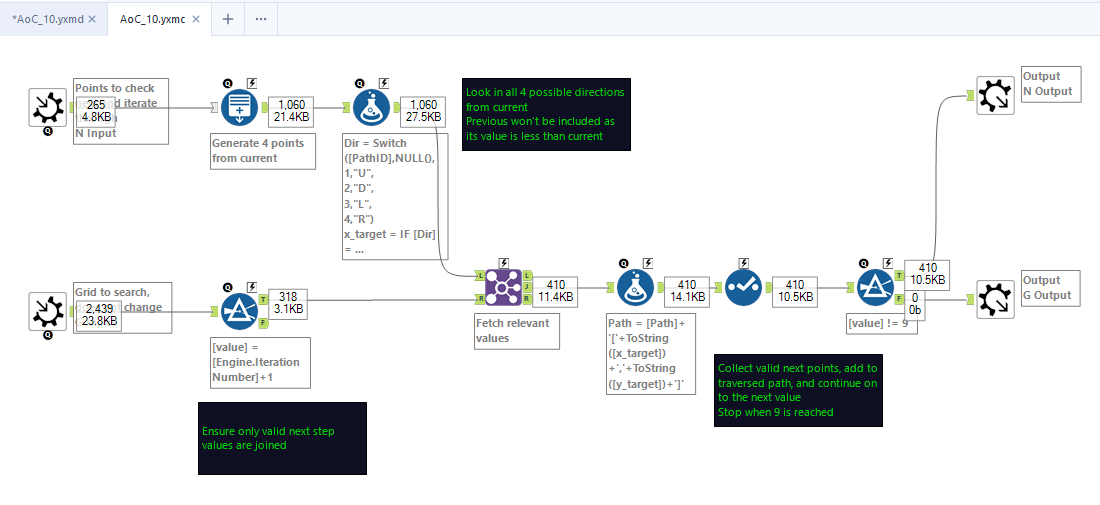 *AoC_10.yxmd ×
AoC_10.yxmc ×
+
...
Points to check
and iterate
N Input
265
4.8KB
Q
Q
1,060
21.4KB
Generate 4 points
from current
Q
1,060
27.5KB
Dir = Switch
([PathID],NULL(),
1,"U",
2,"D",
3,"L",
4,"R")
x_target = IF [Dir]
= ...
Look in all 4 possible directions
from current
Previous won't be included as
its value is less than current
Output
N Output
Grid to search,
change
2,439
23.8KB
Q
Q
T
F
318
3.1KB
[value] =
[Engine.Iteration
Number]+1
Ensure only valid next step
values are joined
L
R
L
J
R
410
11.4KB
Fetch relevant
values
Q
410
14.1KB
Path = [Path]+
'['+ToString
([x_target])
+','+ToString
([y_target])+']'
410
10.5KB
Collect valid next points, add to
traversed path, and continue on
to the next value
Stop when 9 is reached
Q
T
F
410
10.5KB
0
0b
[value] != 9
Output
G Output